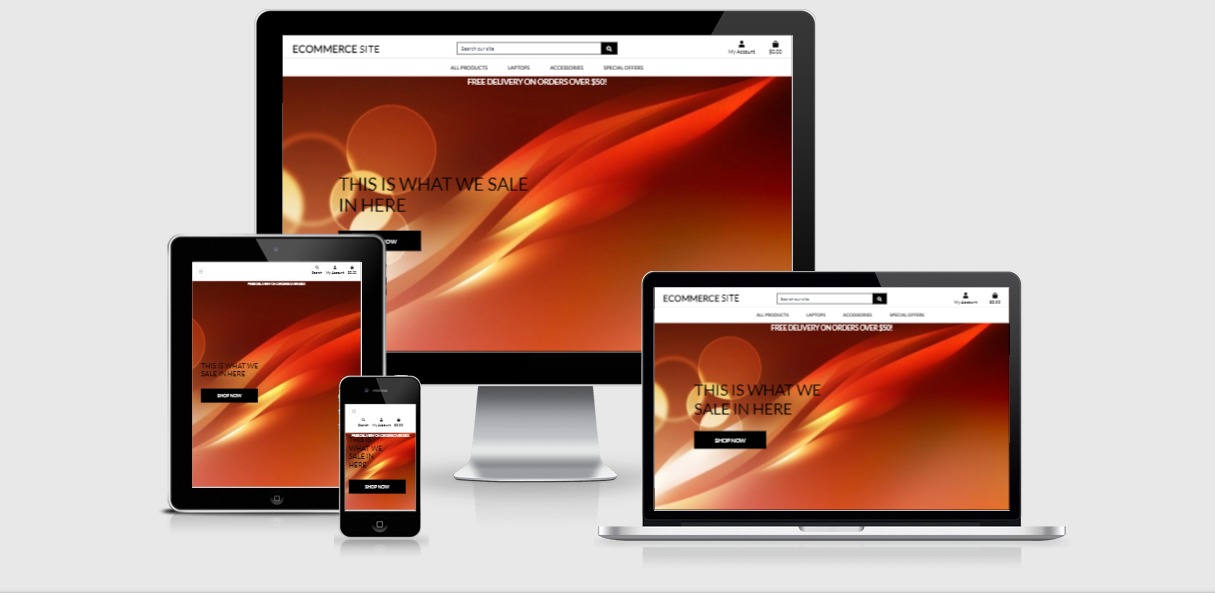 ECOMMERCE SITE
Search our site
My Account
$0.00
ALL PRODUCTS LAPTOPS ACCESSORIES SPECIAL OFFERS
FREE DELIVERY ON ORDERS OVER $50!
THIS IS WHAT WE SALE
IN HERE
OW
Search My Account $0.00
FREE DELIVERY ON ORDERS OVER $50!
THIS IS WHAT WE
SALE IN HERE
SHOP NOW
Search My Account $0.00
FREE DELIVERY ON ORDERS OVER $50!
WHAT WE
SALE IN
HERE
SHOP NOW
ECOMMERCE SITE
Search our site
My Account
$0.00
ALL PRODUCTS LAPTOPS ACCESSORIES SPECIAL OFFERS
FREE DELIVERY ON ORDERS OVER $50!
THIS IS WHAT WE
SALE IN HERE
SHOP NOW